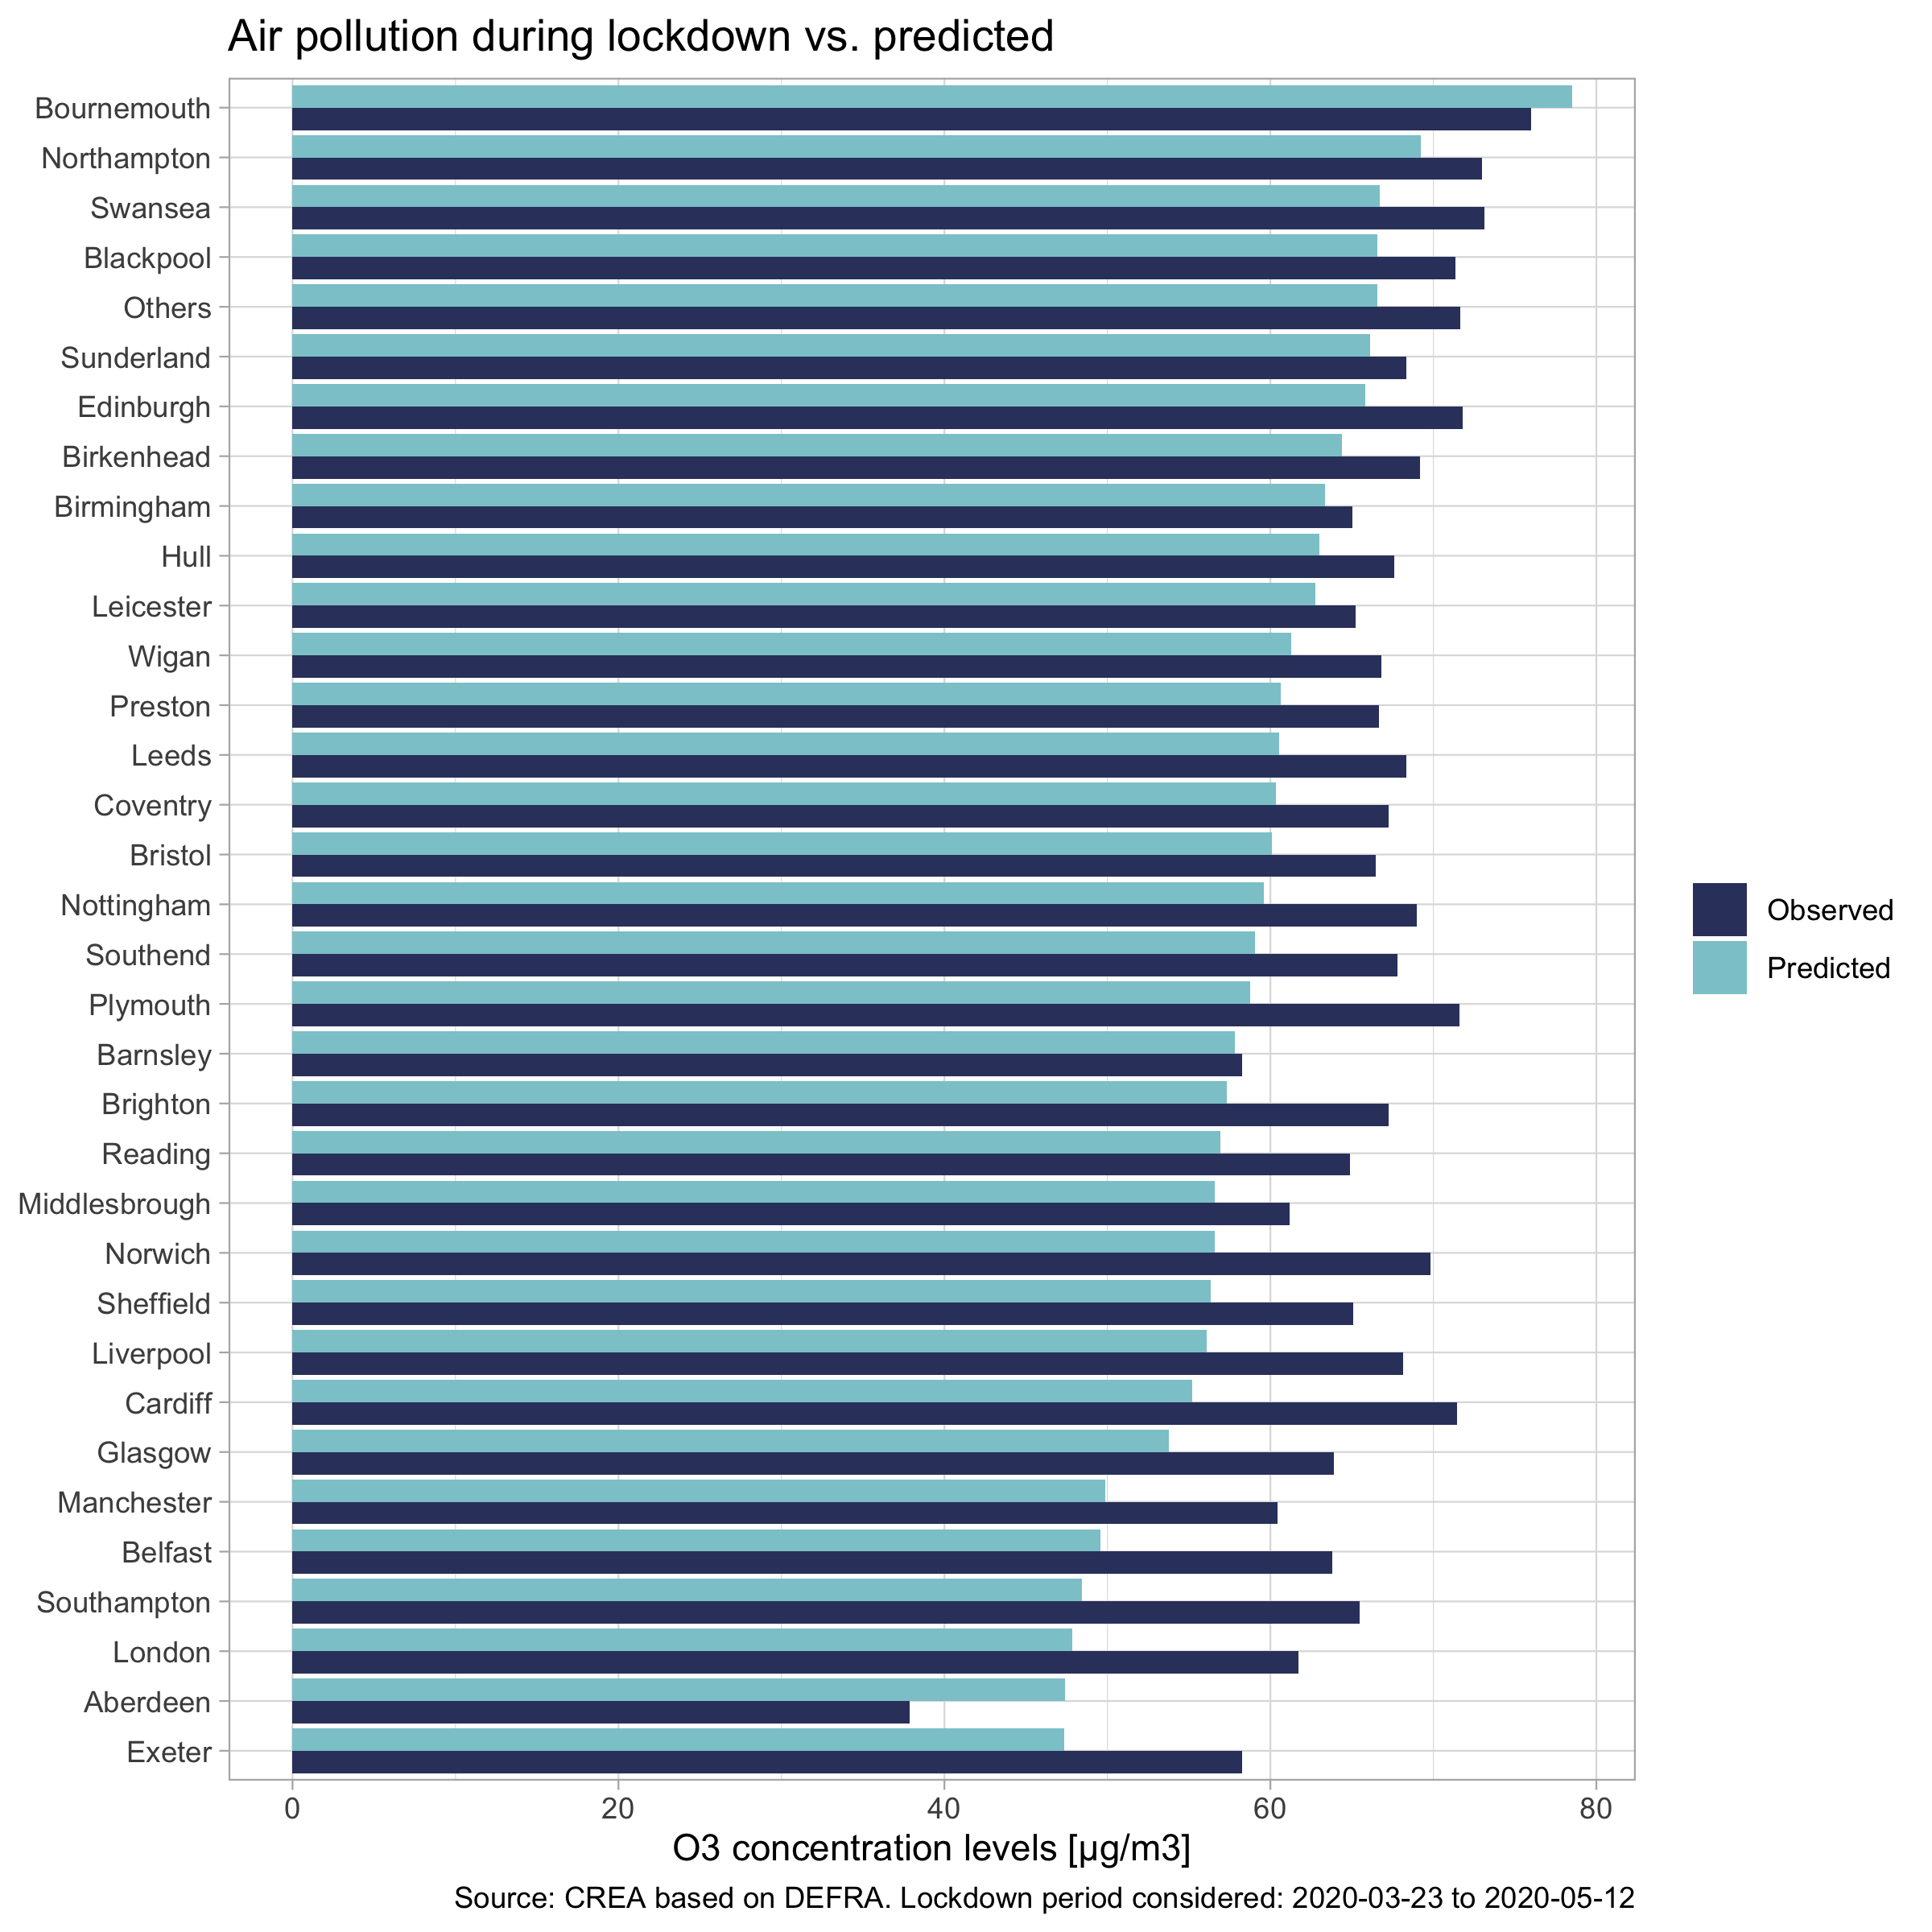 Air pollution during lockdown vs. predicted
Bournemouth
Northampton
Swansea
Blackpool
Others
Sunderland
Edinburgh
Birkenhead
Birmingham
Hull
Leicester
Wigan
Preston
Leeds
Coventry
Bristol
Nottingham
Southend
Plymouth
Barnsley
Brighton
Reading
Middlesbrough
Norwich
Sheffield
Liverpool
Cardiff
Glasgow
Manchester
Belfast
Southampton
London
Aberdeen
Exeter
Observed
Predicted
0 20 40 60 80
O3 concentration levels [µg/m3]
Source: CREA based on DEFRA. Lockdown period considered: 2020-03-23 to 2020-05-12